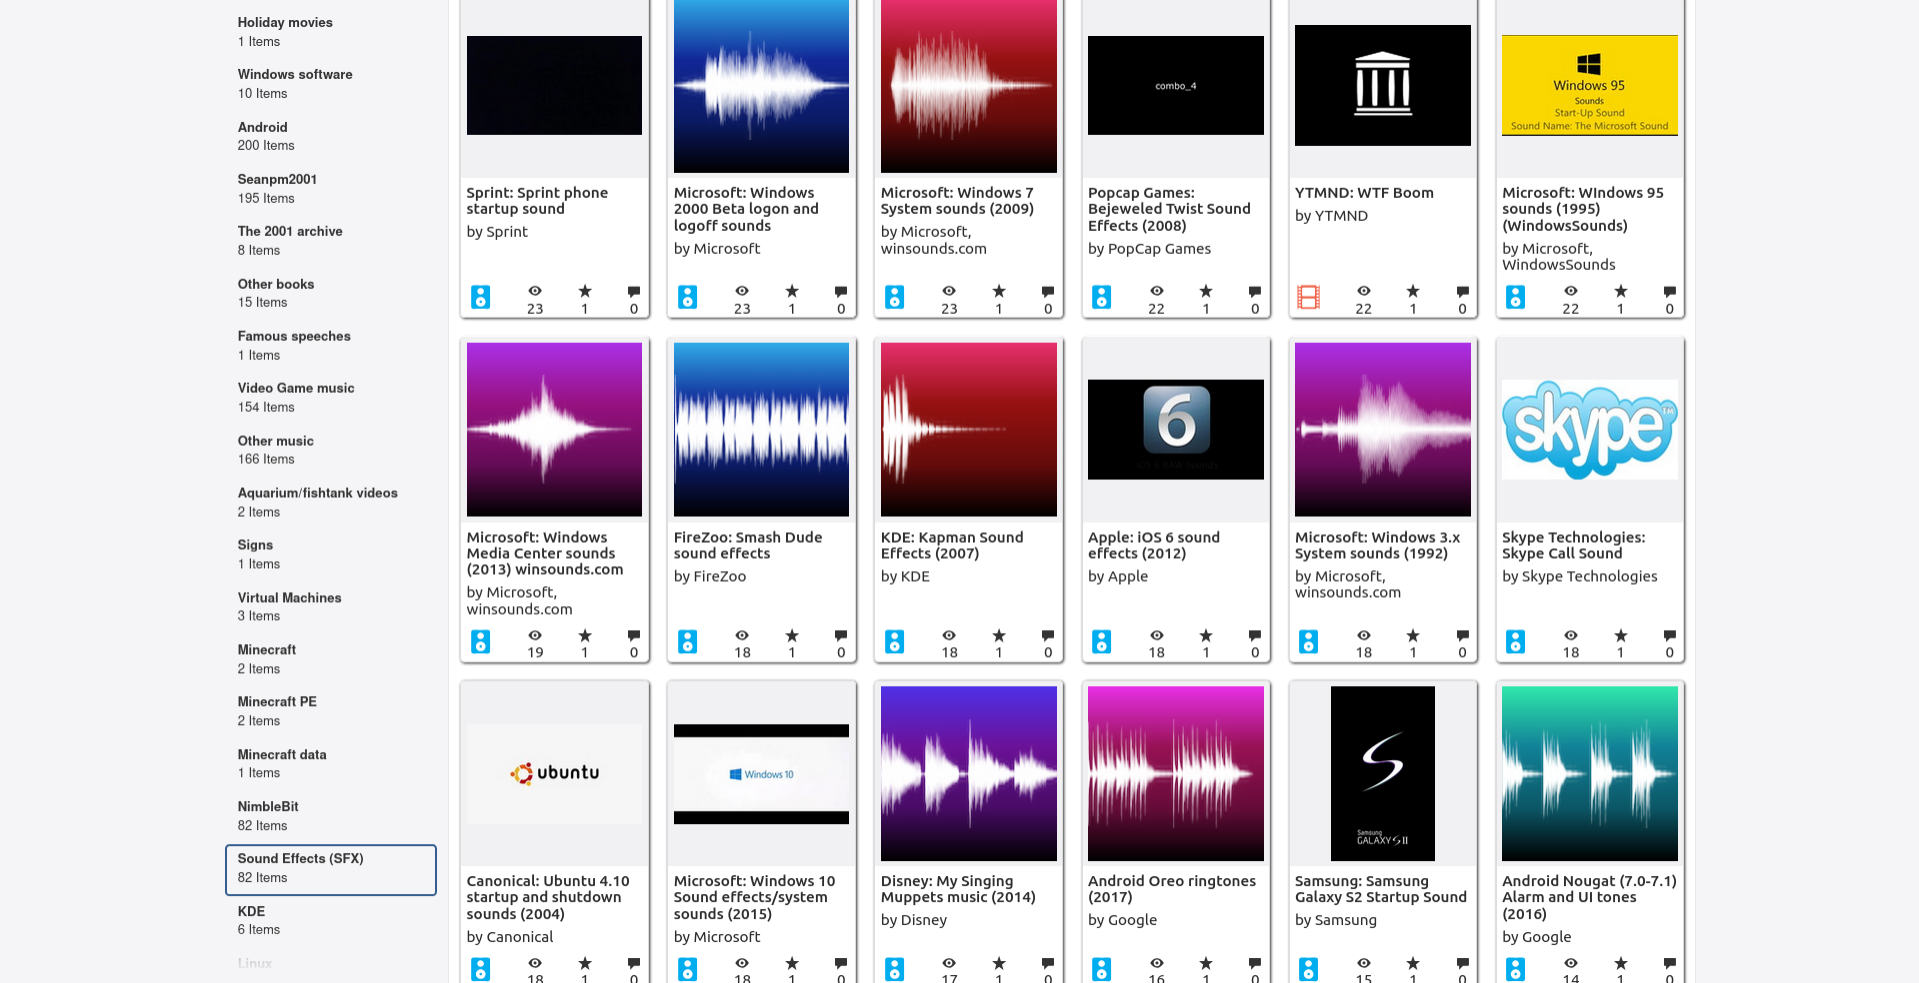 Holiday movies
1 Items
Windows software
10 Items
Android
200 Items
Seanpm2001
195 Items
The 2001 archive
8 Items
Other books
15 Items
Famous speeches
1 Items
Video Game music
154 Items
Other music
166 Items
Aquarium/fishtank videos
2 Items
Signs
1 Items
Virtual Machines
3 Items
Minecraft
2 Items
Minecraft PE
2 Items
Minecraft data
1 Items
NimbleBit
82 Items
Sound Effects (SFX)
82 Items
KDE
6 Items
Linux
Sprint: Sprint phone
startup sound
by Sprint
23 1 0
Microsoft: Windows
2000 Beta logon and
logoff sounds
by Microsoft
23 1 0
Microsoft: Windows 7
System sounds (2009)
by Microsoft,
winsounds.com
23 1 0
combo_4
Popcap Games:
Bejeweled Twist Sound
Effects (2008)
by PopCap Games
22 1 0
YTMND: WTF Boom
by YTMND
22 1 0
Windows 95
Sounds
Start-Up Sound
Sound Name: The Microsoft Sound
Microsoft: WIndows 95
sounds (1995)
(WindowsSounds)
by Microsoft,
WindowsSounds
22 1 0
Microsoft: Windows
Media Center sounds
(2013) winsounds.com
by Microsoft,
winsounds.com
19 1 0
FireZoo: Smash Dude
sound effects
by FireZoo
18 1 0
KDE: Kapman Sound
Effects (2007)
by KDE
18 1 0
6
iOS 6 RAW Sounds
Apple: iOS 6 sound
effects (2012)
by Apple
18 1 0
Microsoft: Windows 3.x
System sounds (1992)
by Microsoft,
winsounds.com
18 1 0
skype TM
Skype Technologies:
Skype Call Sound
by Skype Technologies
18 1 0
ubuntu
Canonical: Ubuntu 4.10
startup and shutdown
sounds (2004)
by Canonical
18 1 0
Windows 10
Microsoft: Windows 10
Sound effects/system
sounds (2015)
by Microsoft
18 1 0
Disney: My Singing
Muppets music (2014)
by Disney
17 1 0
Android Oreo ringtones
(2017)
by Google
16 1 0
Samsung
GALAXY S II
Samsung: Samsung
Galaxy S2 Startup Sound
by Samsung
15 1 0
Android Nougat (7.0-7.1)
Alarm and UI tones
(2016)
by Google
14 1 0